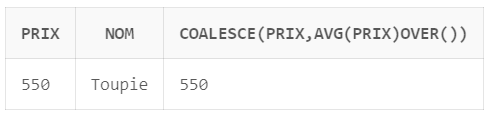 PRIX NOM COALESCE(PRIX,AVG(PRIX)OVER())
550 Toupie 550